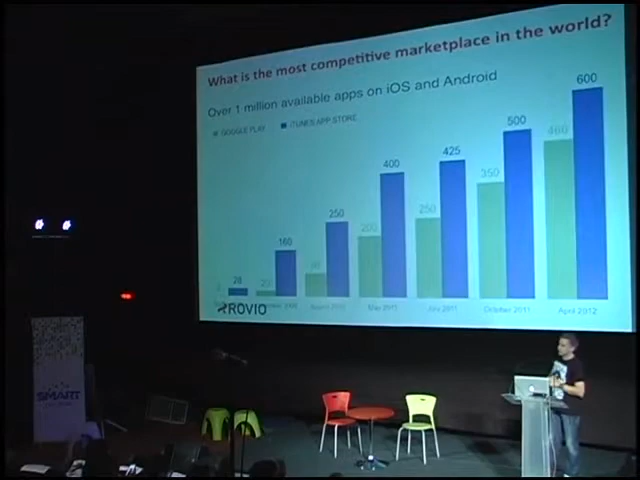 What is the most competitive marketplace in the world?
Over 1 million available apps on iOS and Android
GOOGLE PLAY
iTUNES APP STORE
28
160
250
200
400
250
425
350
500
600
May 2011
July 2011
October 2011
April 2012
ROVIO
SMART